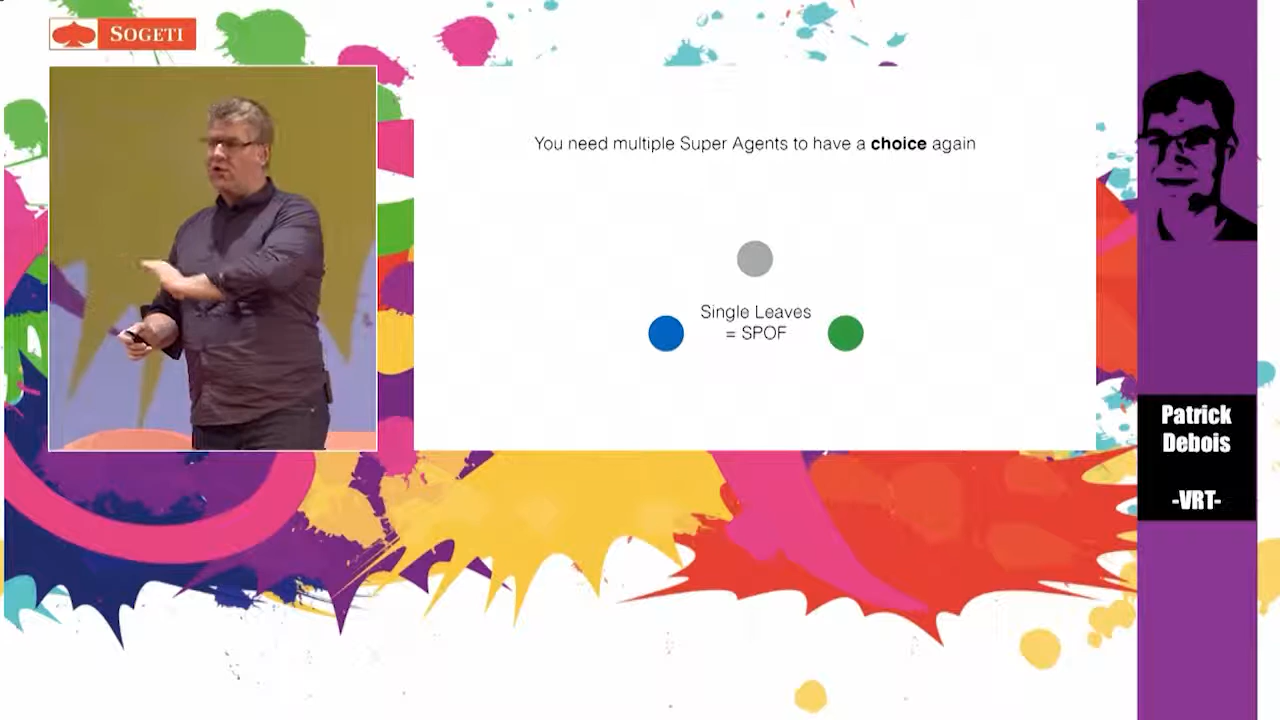 SOGETI
You need multiple Super Agents to have a choice again
Single Leaves
= SPOF
Patrick
Debois
-VRT-